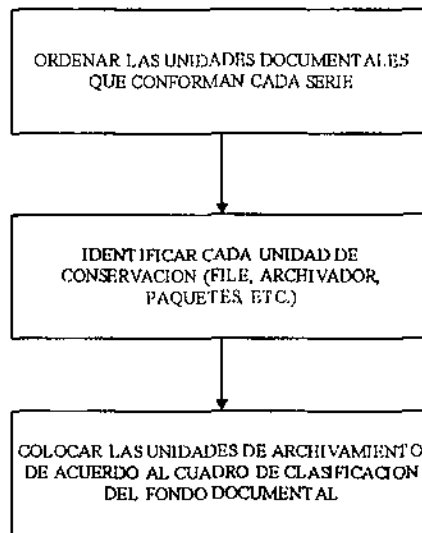 ORDENAR LAS UNIDADES DOCUMENTALES
QUE CONFORMAN CADA SERIE
IDENTIFICAR CADA UNIDAD DE
CONSERVACION (FILE, ARCHIVADOR,
PAQUETES, ETC.)
COLOCAR LAS UNIDADES DE ARCHIVAMIENTO
DE ACUERDO AL CUADRO DE CLASIFICACION
DEL FONDO DOCUMENTAL